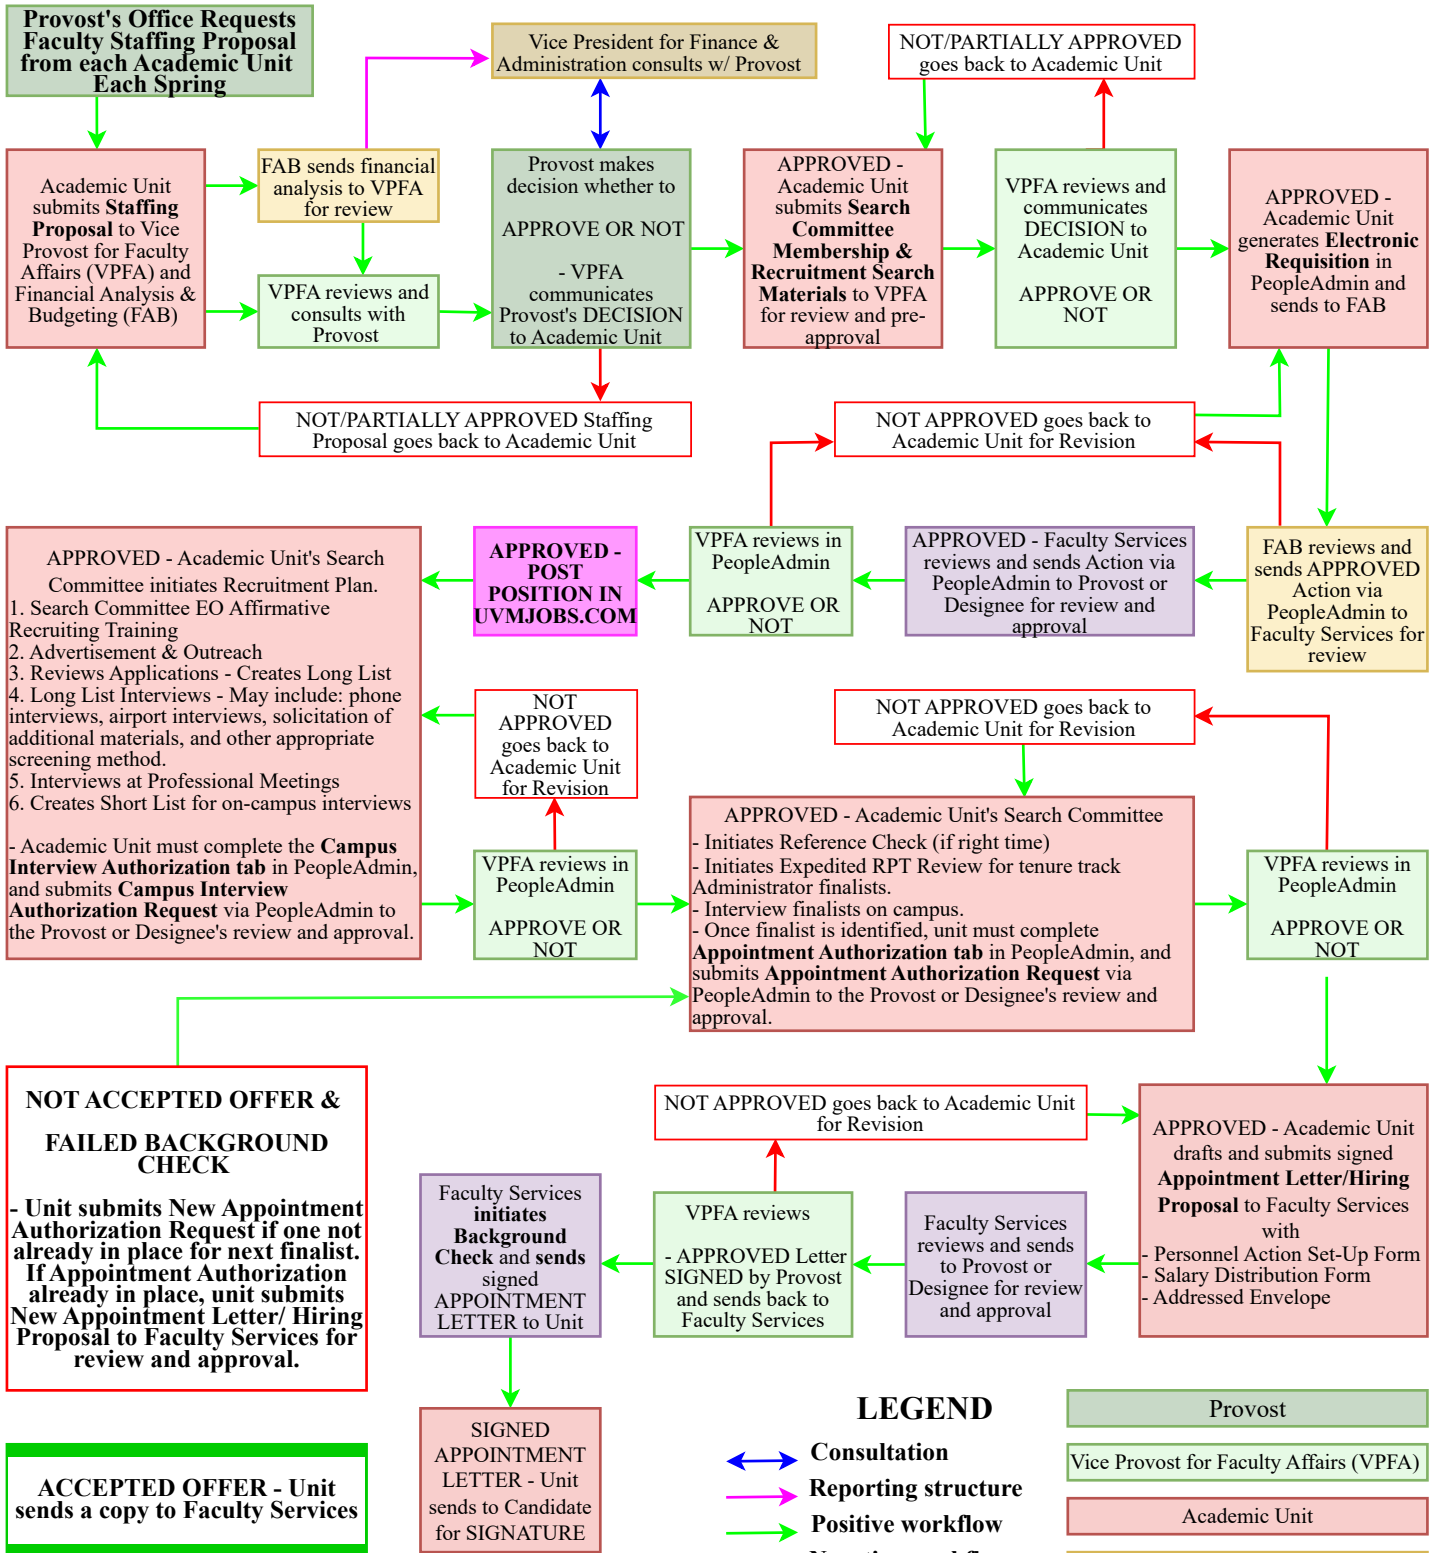 Provost's Office Requests
Faculty Staffing Proposal
from each Academic Unit
Each Spring
Vice President for Finance &
Administration consults w/ Provost
NOT/PARTIALLY APPROVED
goes back to Academic Unit
Academic Unit
submits Staffing
Proposal to Vice
Provost for Faculty
Affairs (VPFA) and
Financial Analysis &
Budgeting (FAB)
FAB sends financial
analysis to VPFA
for review
VPFA reviews and
consults with
Provost
Provost makes
decision whether to
APPROVE OR NOT
- VPFA
communicates
Provost's DECISION
to Academic Unit
APPROVED -
Academic Unit
submits Search
Committee
Membership &
Recruitment Search
Materials to VPFA
for review and pre-
approval
VPFA reviews and
communicates
DECISION to
Academic Unit
APPROVE OR
NOT
APPROVED -
Academic Unit
generates Electronic
Requisition in
PeopleAdmin and
sends to FAB
NOT/PARTIALLY APPROVED Staffing
Proposal goes back to Academic Unit
NOT APPROVED goes back to
Academic Unit for Revision
FAB reviews and
sends APPROVED
Action via
PeopleAdmin to
Faculty Services for
review
APPROVED - Faculty Services
reviews and sends Action via
PeopleAdmin to Provost or
Designee for review and
approval
VPFA reviews in
PeopleAdmin
APPROVE OR
NOT
APPROVED -
POST
POSITION IN
UVMJOBS.COM
APPROVED - Academic Unit's Search
Committee initiates Recruitment Plan.
1. Search Committee EO Affirmative
Recruiting Training
2. Advertisement & Outreach
3. Reviews Applications - Creates Long List
4. Long List Interviews - May include: phone
interviews, airport interviews, solicitation of
additional materials, and other appropriate
screening method.
5. Interviews at Professional Meetings
6. Creates Short List for on-campus interviews
- Academic Unit must complete the Campus
Interview Authorization tab in PeopleAdmin,
and submits Campus Interview
Authorization Request via PeopleAdmin to
the Provost or Designee's review and approval.
NOT
APPROVED
goes back to
Academic Unit
for Revision
VPFA reviews in
PeopleAdmin
APPROVE OR
NOT
NOT APPROVED goes back to
Academic Unit for Revision
APPROVED - Academic Unit's Search Committee
- Initiates Reference Check (if right time)
- Initiates Expedited RPT Review for tenure track
Administrator finalists.
- Interview finalists on campus.
- Once finalist is identified, unit must complete
Appointment Authorization tab in PeopleAdmin, and
submits Appointment Authorization Request via
PeopleAdmin to the Provost or Designee's review and
approval.
VPFA reviews in
PeopleAdmin
APPROVE OR
NOT
NOT ACCEPTED OFFER &
FAILED BACKGROUND
CHECK
- Unit submits New Appointment
Authorization Request if one not
already in place for next finalist.
If Appointment Authorization
already in place, unit submits
New Appointment Letter/ Hiring
Proposal to Faculty Services for
review and approval.
NOT APPROVED goes back to Academic Unit
for Revision
APPROVED - Academic Unit
drafts and submits signed
Appointment Letter/Hiring
Proposal to Faculty Services
with
- Personnel Action Set-Up Form
- Salary Distribution Form
- Addressed Envelope
Faculty Services
reviews and sends
to Provost or
Designee for review
and approval
VPFA reviews
- APPROVED Letter
SIGNED by Provost
and sends back to
Faculty Services
Faculty Services
initiates
Background
Check and sends
signed
APPOINTMENT
LETTER to Unit
SIGNED
APPOINTMENT
LETTER - Unit
sends to Candidate
for SIGNATURE
ACCEPTED OFFER - Unit
sends a copy to Faculty Services
LEGEND
Consultation
Reporting structure
Positive workflow
Provost
Vice Provost for Faculty Affairs (VPFA)
Academic Unit